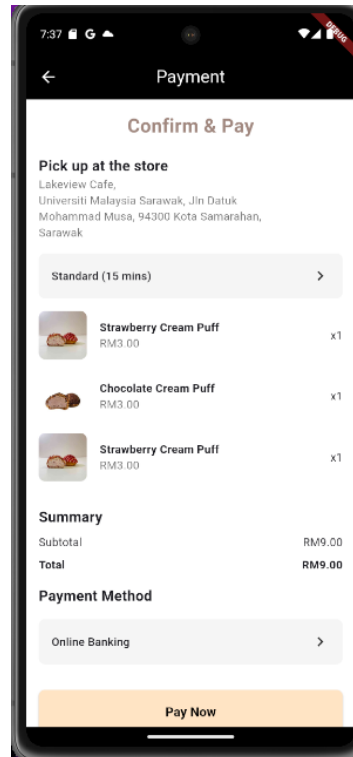 7:37 G
DEBUG
Payment
Confirm & Pay
Pick up at the store
Lakeview Cafe,
Universiti Malaysia Sarawak, Jln Datuk
Mohammad Musa, 94300 Kota Samarahan,
Sarawak
Standard (15 mins)
Strawberry Cream Puff
RM3.00
x1
Chocolate Cream Puff
RM3.00
x1
Strawberry Cream Puff
RM3.00
x1
Summary
Subtotal RM9.00
Total RM9.00
Payment Method
Online Banking
Pay Now